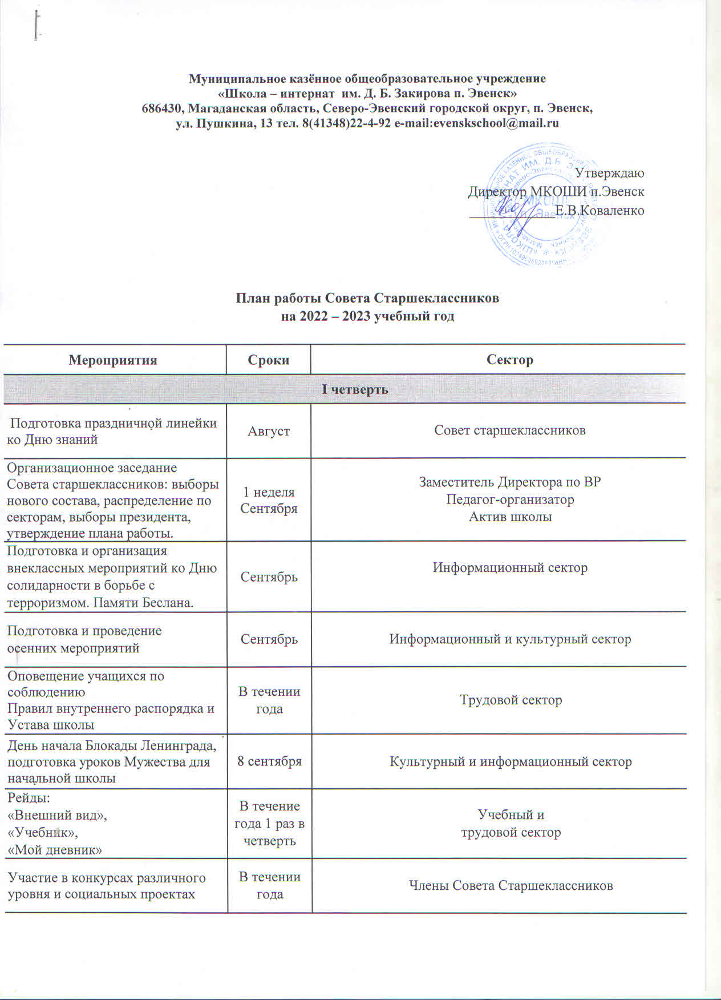 Муниципальное казённое общеобразовательное учреждение
«Школа – интернат им. Д. Б. Закирова п. Эвенск»
686430, Магаданская область, Северо-Эвенский городской округ, п. Эвенск,
ул. Пушкина, 13 тел. 8(41348)22-4-92 e-mail:evenskschool@mail.ru
Утверждаю
Директор МКОШИ п.Эвенск
Е.В.Коваленко
План работы Совета Старшеклассников
на 2022 – 2023 учебный год
Мероприятия Сроки Сектор
I четверть
Подготовка праздничной линейки
ко Дню знаний
Август
Совет старшеклассников
Организационное заседание
Совета старшеклассников: выборы
нового состава, распределение по
секторам, выборы президента,
утверждение плана работы.
1 неделя
Сентября
Заместитель Директора по ВР
Педагог-организатор
Актив школы
Подготовка и организация
внеклассных мероприятий ко Дню
солидарности в борьбе с
терроризмом. Памяти Беслана.
Сентябрь
Информационный сектор
Подготовка и проведение
осенних мероприятий
Сентябрь
Информационный и культурный сектор
Оповещение учащихся по
соблюдению
Правил внутреннего распорядка и
Устава школы
В течении
года
Трудовой сектор
День начала Блокады Ленинграда,
подготовка уроков Мужества для
начальной школы
8 сентября
Культурный и информационный сектор
Рейды:
«Внешний вид»,
«Учебник»,
«Мой дневник»
В течение
года 1 раз в
четверть
Учебный и
трудовой сектор
Участие в конкурсах различного
уровня и социальных проектах
В течении
года
Члены Совета Старшеклассников